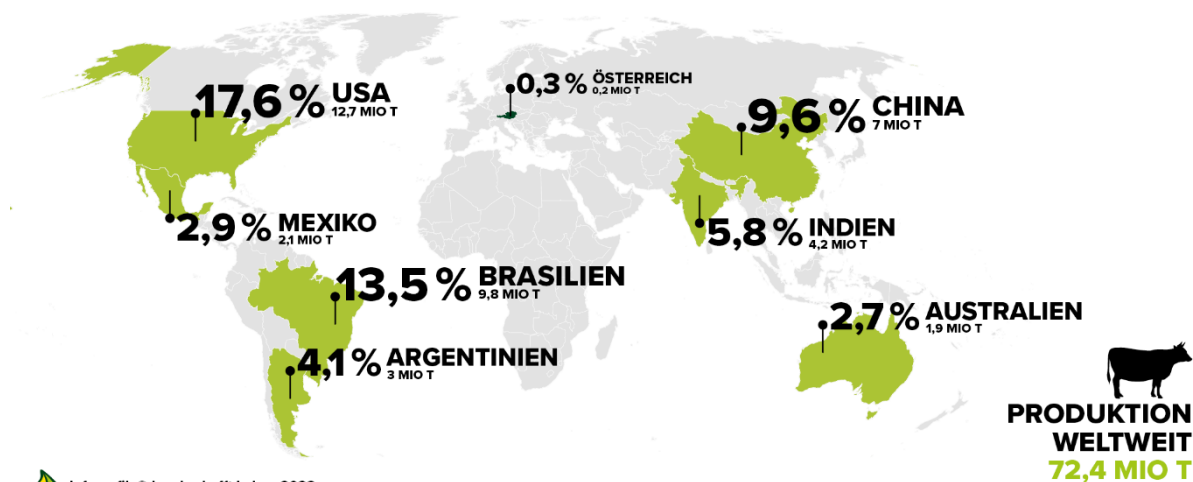 17,6 % USA
12,7 MIO T
0,3 % ÖSTERREICH
0,2 MIO T
9,6 % CHINA
7 MIO T
2,9 % MEXIKO
2,1 MIO T
5,8 % INDIEN
4,2 MIO T
13,5 % BRASILIEN
9,8 MIO T
2,7 % AUSTRALIEN
1,9 MIO T
4,1 % ARGENTINIEN
3 MIO T
PRODUKTION
WELTWEIT
72,4 MIO T